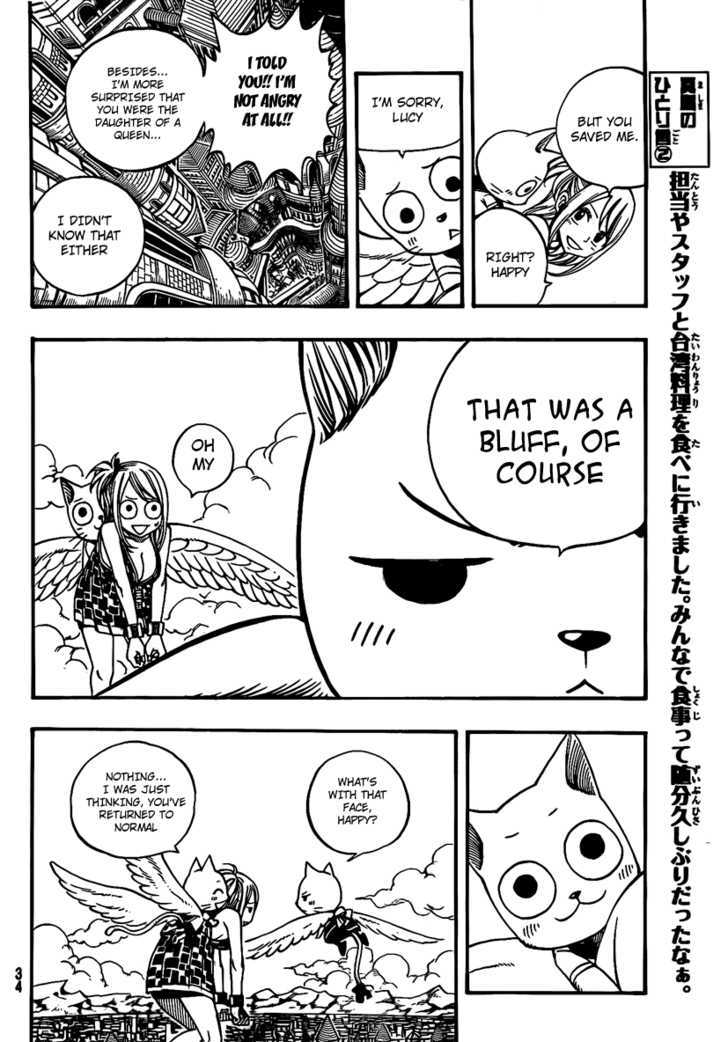 真島の
ひとり言②
担当やスタッフと台湾料理を食べに行きました。みんなで食事って随分久しぶりだったなぁ。
BUT YOU
SAVED ME.
RIGHT?
HAPPY
I'M SORRY,
LUCY
I TOLD
YOU!! I'M
NOT ANGRY
AT ALL!!
BESIDES...
I'M MORE
SURPRISED THAT
YOU WERE THE
DAUGHTER OF A
QUEEN...
I DIDN'T
KNOW THAT
EITHER
THAT WAS A
BLUFF, OF
COURSE
OH
MY
WHAT'S
WITH THAT
FACE,
HAPPY?
NOTHING...
I WAS JUST
THINKING, YOU'VE
RETURNED TO
NORMAL
34